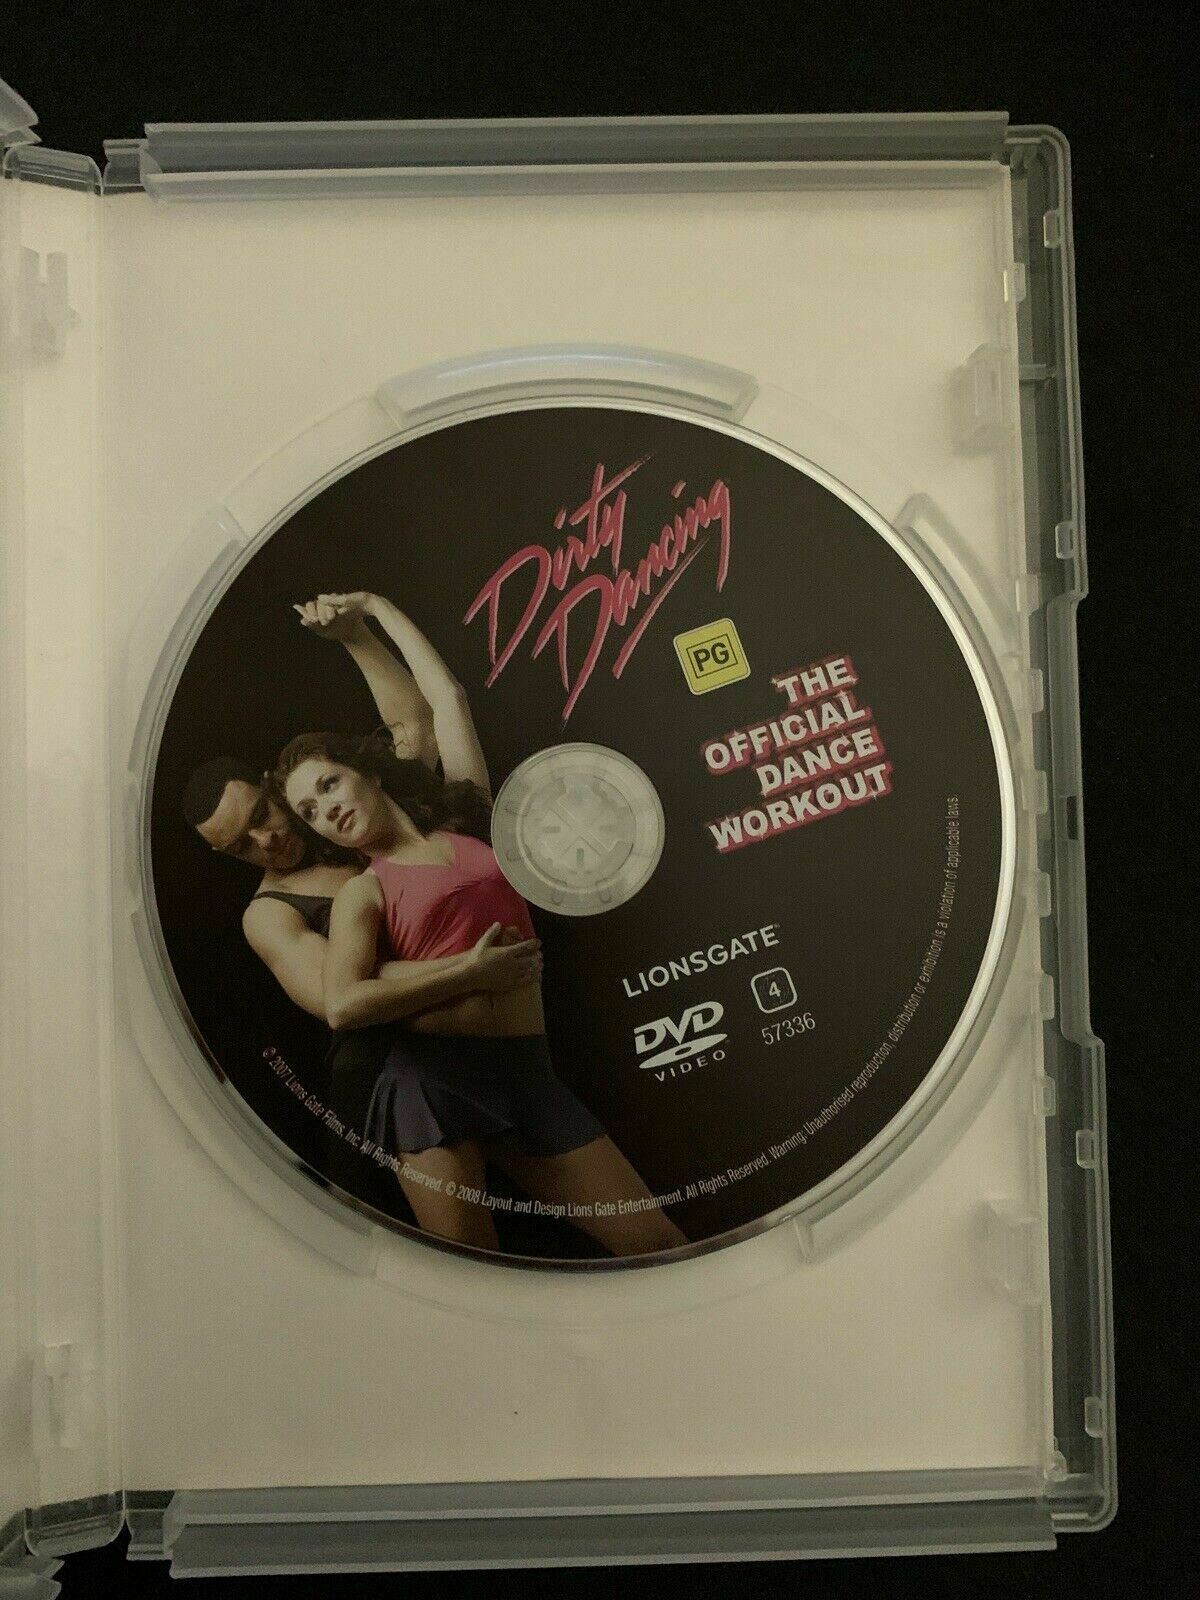 Dirty
Dancing
PG
THE
OFFICIAL
DANCE
WORKOUT
LIONSGATE
DVD
VIDEO
4
57336
© 2007 Lions Gate Films, Inc. All Rights Reserved. © 2008 Layout and Design Lions Gate Entertainment. All Rights Reserved. Warning: Unauthorised reproduction, distribution or exhibition is a violation of applicable laws.